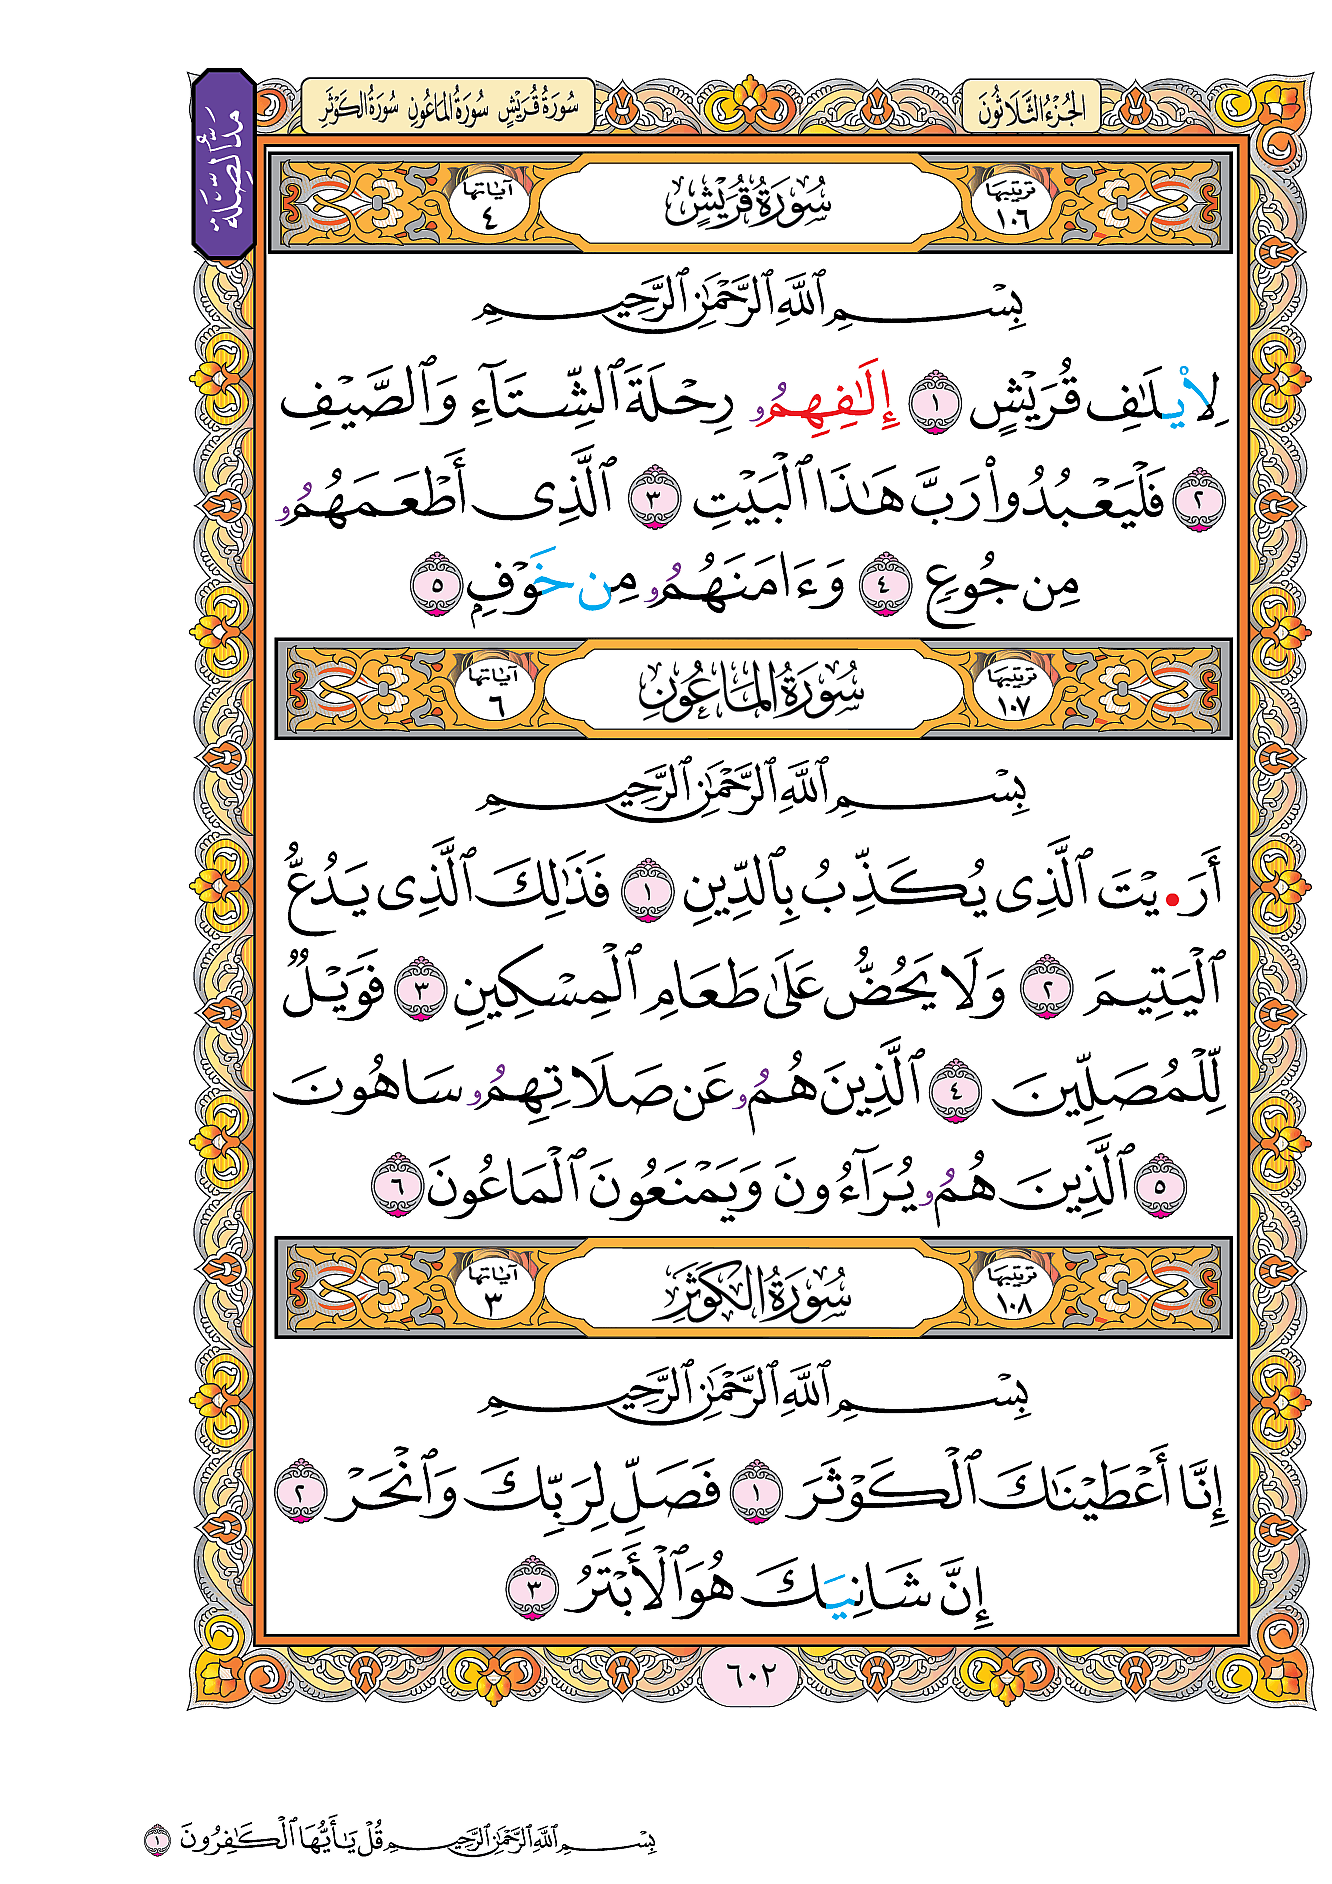 الجُزْءُ الثَّلَاثُونَ
سُورَةُ قُرَيْشٍ سُورَةُ المَاعُونِ سُورَةُ الكَوْثَرِ
مَدُّ الصِّلَةِ
ترتيبها ١٠٦ سُورَةُ قُرَيْشٍ آياتها ٤
بِسْمِ ٱللَّهِ ٱلرَّحْمَٰنِ ٱلرَّحِيمِ
لِاْيلَٰفِ قُرَيْشٍ ١ إِلَٰفِهِمُۥ رِحْلَةَ ٱلشِّتَآءِ وَٱلصَّيْفِ
٢ فَلْيَعْبُدُواْ رَبَّ هَٰذَا ٱلْبَيْتِ ٣ ٱلَّذِى أَطْعَمَهُمُۥ
مِن جُوعٍ ٤ وَءَامَنَهُمُۥ مِن خَوْفٍ ٥
ترتيبها ١٠٧ سُورَةُ المَاعُونِ آياتها ٦
بِسْمِ ٱللَّهِ ٱلرَّحْمَٰنِ ٱلرَّحِيمِ
أَرَ•يْتَ ٱلَّذِى يُكَذِّبُ بِٱلدِّينِ ١ فَذَٰلِكَ ٱلَّذِى يَدُعُّ
ٱلْيَتِيمَ ٢ وَلَا يَحُضُّ عَلَىٰ طَعَامِ ٱلْمِسْكِينِ ٣ فَوَيْلٌ
لِّلْمُصَلِّينَ ٤ ٱلَّذِينَ هُمُۥ عَن صَلَاتِهِمُۥ سَاهُونَ
٥ ٱلَّذِينَ هُمُۥ يُرَآءُونَ وَيَمْنَعُونَ ٱلْمَاعُونَ ٦
ترتيبها ١٠٨ سُورَةُ الكَوْثَرِ آياتها ٣
بِسْمِ ٱللَّهِ ٱلرَّحْمَٰنِ ٱلرَّحِيمِ
إِنَّا أَعْطَيْنَٰكَ ٱلْكَوْثَرَ ١ فَصَلِّ لِرَبِّكَ وَٱنْحَرْ ٢
إِنَّ شَانِيَكَ هُوَ ٱلْأَبْتَرُ ٣
٦٠٢
بِسْمِ ٱللَّهِ ٱلرَّحْمَٰنِ ٱلرَّحِيمِ قُلْ يَٰأَيُّهَا ٱلْكَٰفِرُونَ ١